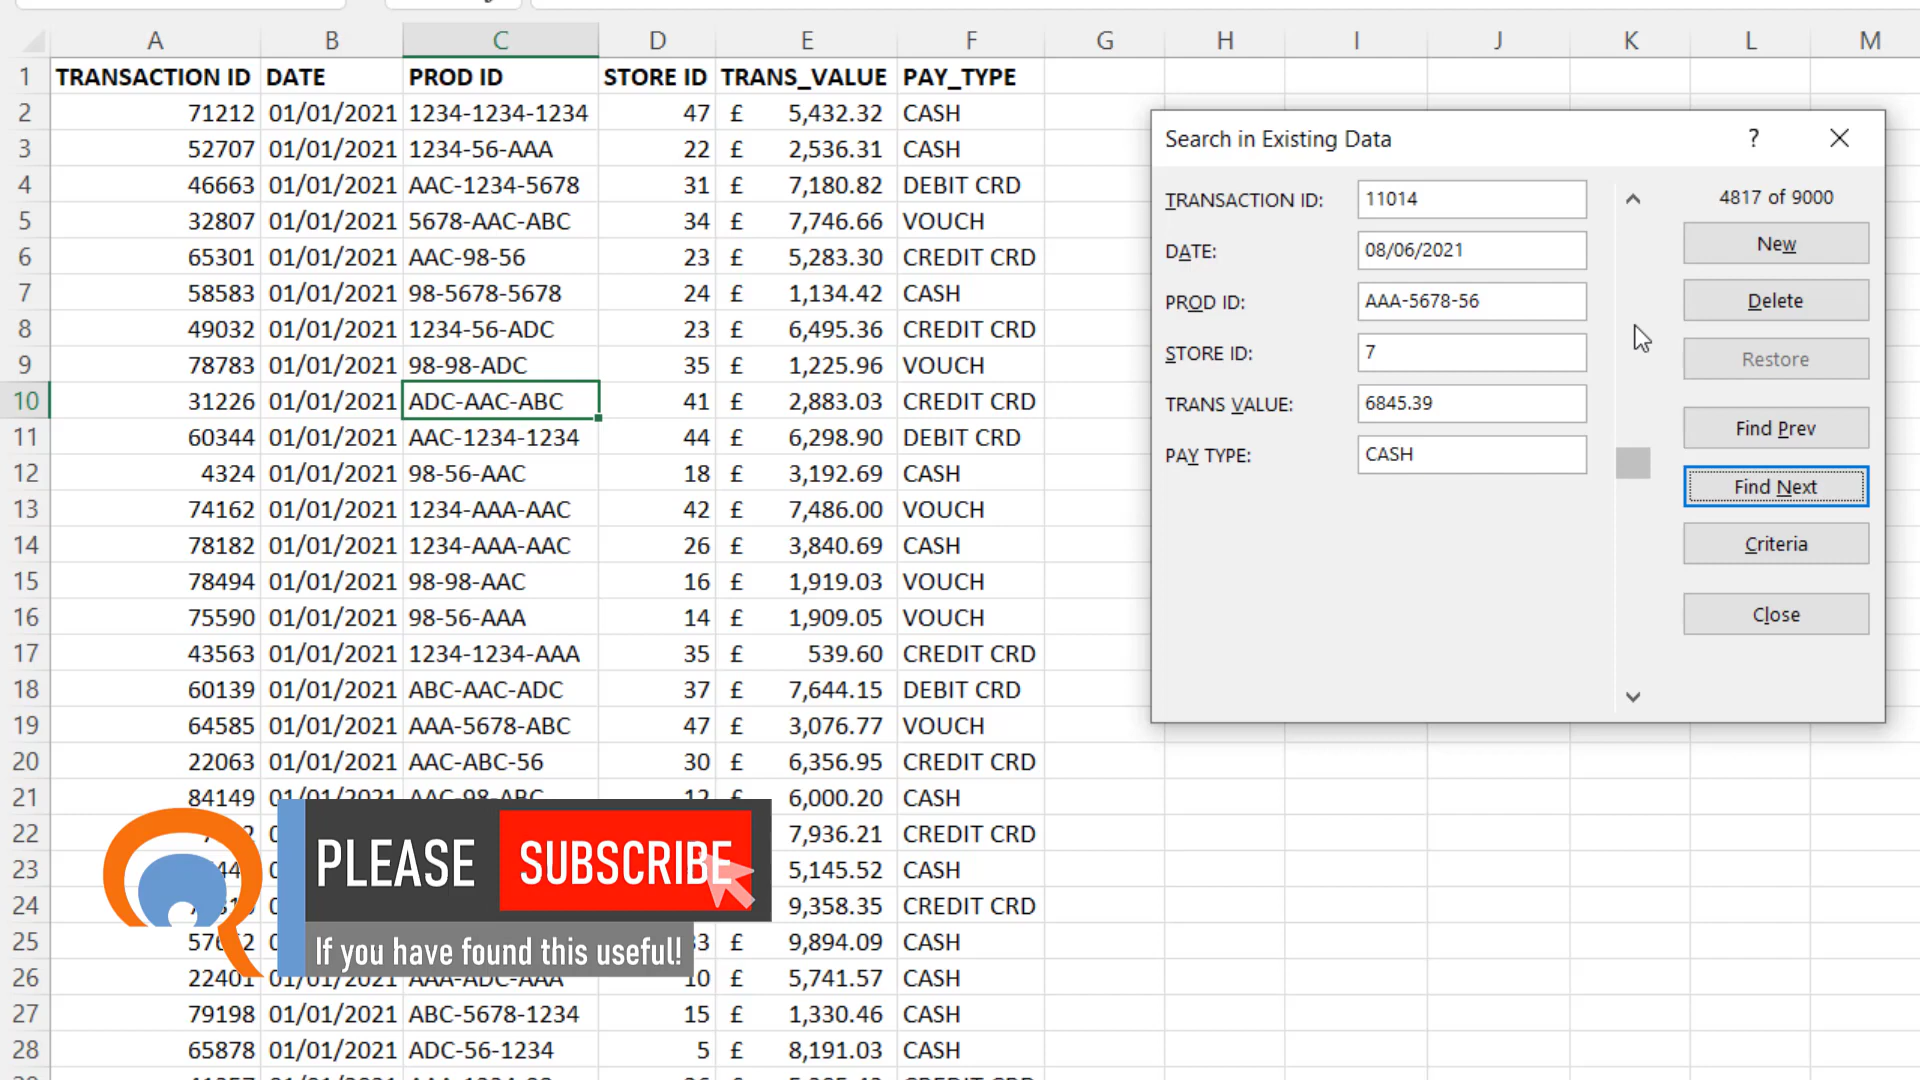 A B C D E F G H I J K L M
1 TRANSACTION ID DATE PROD ID STORE ID TRANS_VALUE PAY_TYPE
2 71212 01/01/2021 1234-1234-1234 47 £ 5,432.32 CASH
3 52707 01/01/2021 1234-56-AAA 22 £ 2,536.31 CASH
4 46663 01/01/2021 AAC-1234-5678 31 £ 7,180.82 DEBIT CRD
5 32807 01/01/2021 5678-AAC-ABC 34 £ 7,746.66 VOUCH
6 65301 01/01/2021 AAC-98-56 23 £ 5,283.30 CREDIT CRD
7 58583 01/01/2021 98-5678-5678 24 £ 1,134.42 CASH
8 49032 01/01/2021 1234-56-ADC 23 £ 6,495.36 CREDIT CRD
9 78783 01/01/2021 98-98-ADC 35 £ 1,225.96 VOUCH
10 31226 01/01/2021 ADC-AAC-ABC 41 £ 2,883.03 CREDIT CRD
11 60344 01/01/2021 AAC-1234-1234 44 £ 6,298.90 DEBIT CRD
12 4324 01/01/2021 98-56-AAC 18 £ 3,192.69 CASH
13 74162 01/01/2021 1234-AAA-AAC 42 £ 7,486.00 VOUCH
14 78182 01/01/2021 1234-AAA-AAC 26 £ 3,840.69 CASH
15 78494 01/01/2021 98-98-AAC 16 £ 1,919.03 VOUCH
16 75590 01/01/2021 98-56-AAA 14 £ 1,909.05 VOUCH
17 43563 01/01/2021 1234-1234-AAA 35 £ 539.60 CREDIT CRD
18 60139 01/01/2021 ABC-AAC-ADC 37 £ 7,644.15 DEBIT CRD
19 64585 01/01/2021 AAA-5678-ABC 47 £ 3,076.77 VOUCH
20 22063 01/01/2021 AAC-ABC-56 30 £ 6,356.95 CREDIT CRD
21 84149 01/01/2021 AAC-98-ABC 12 £ 6,000.20 CASH
22 7,936.21 CREDIT CRD
23 5,145.52 CASH
24 9,358.35 CREDIT CRD
25 9,894.09 CASH
26 22401 01/01/2021 AAA-ADC-AAA 10 £ 5,741.57 CASH
27 79198 01/01/2021 ABC-5678-1234 15 £ 1,330.46 CASH
28 65878 01/01/2021 ADC-56-1234 5 £ 8,191.03 CASH
Search in Existing Data ?
TRANSACTION ID: 11014
DATE: 08/06/2021
PROD ID: AAA-5678-56
STORE ID: 7
TRANS VALUE: 6845.39
PAY TYPE: CASH
4817 of 9000
New
Delete
Restore
Find Prev
Find Next
Criteria
Close
PLEASE SUBSCRIBE
If you have found this useful!